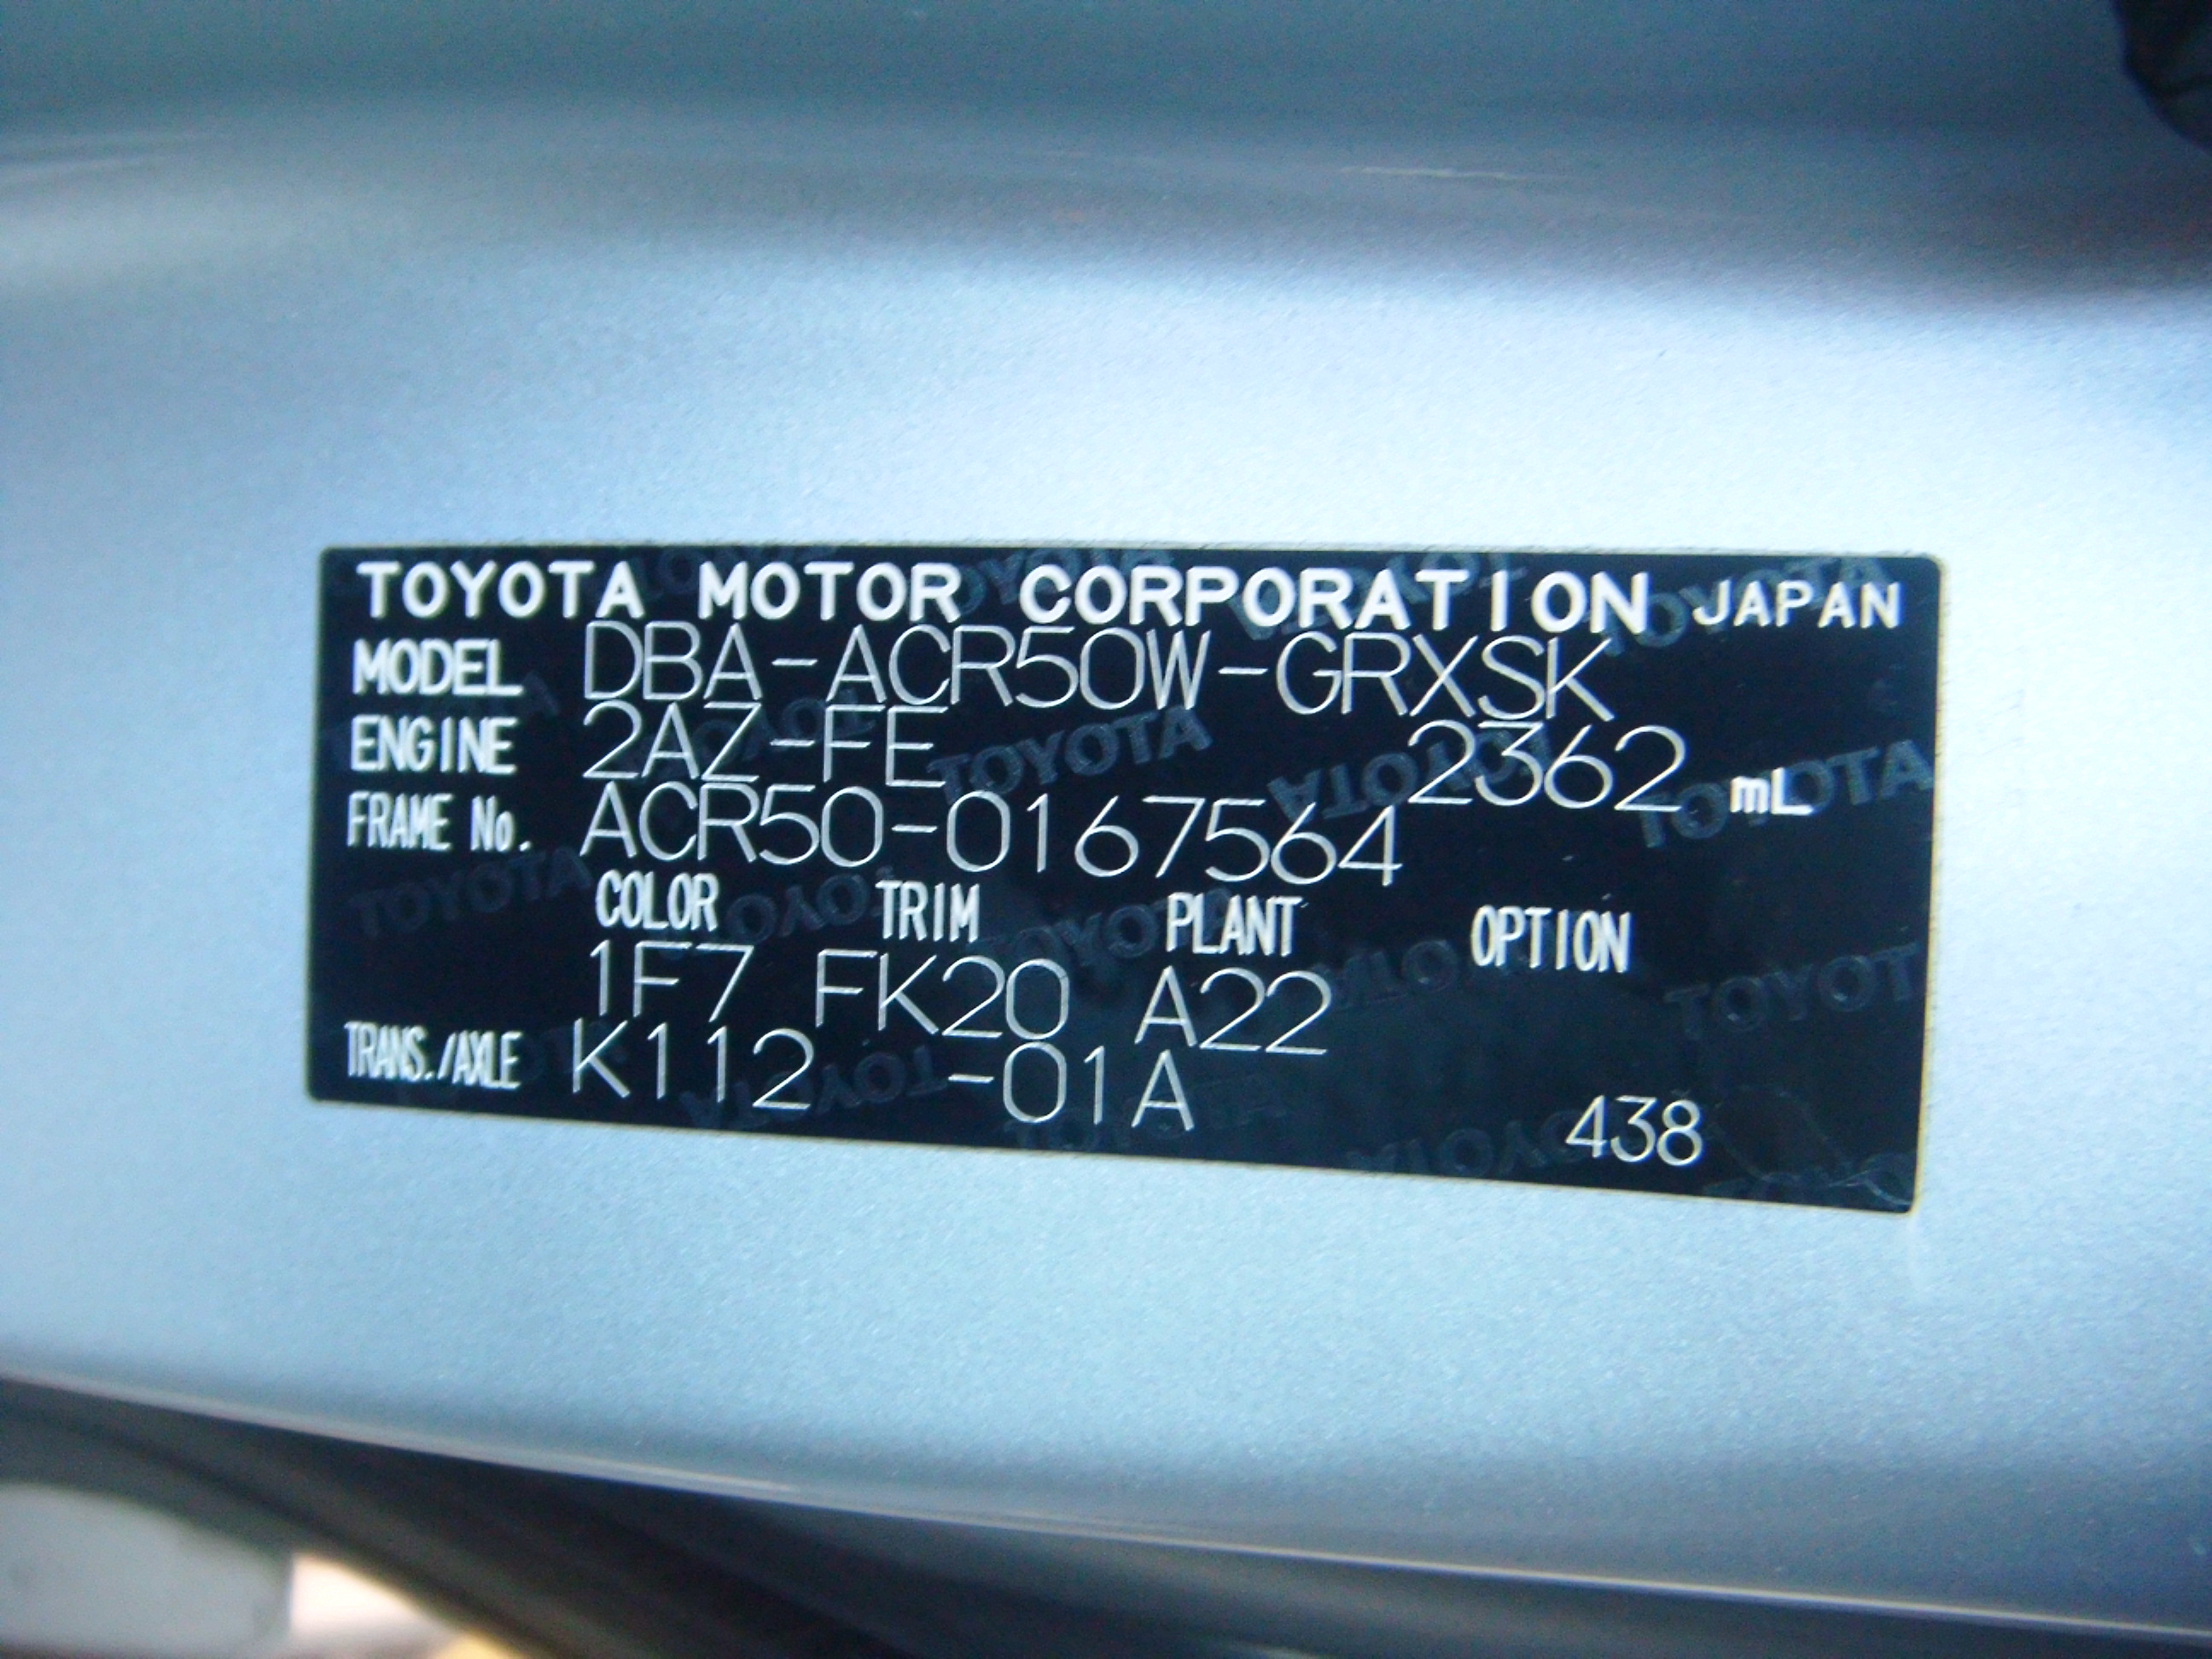 TOYOTA MOTOR CORPORATION JAPAN
MODEL DBA-ACR50W-GRXSK
ENGINE 2AZ-FE 2362 mL
FRAME No. ACR50-0167564
COLOR TRIM PLANT OPTION
1F7 FK20 A22
TRANS./AXLE K112 -01A
438